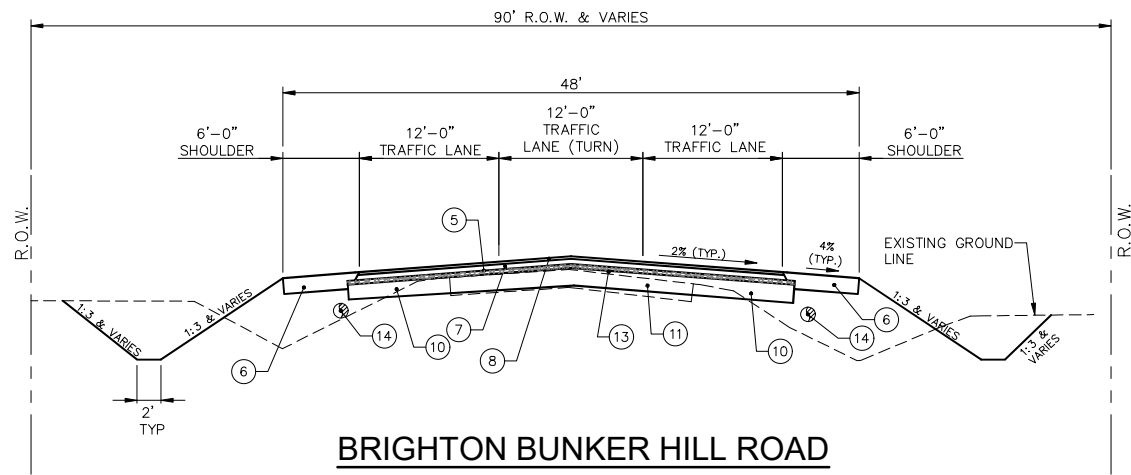 90' R.O.W. & VARIES
48'
6'-0"
SHOULDER
12'-0"
TRAFFIC LANE
12'-0"
TRAFFIC
LANE (TURN)
12'-0"
TRAFFIC LANE
6'-0"
SHOULDER
R.O.W.
R.O.W.
5
2% (TYP.)
4%
(TYP.)
EXISTING GROUND
LINE
1:3 & VARIES
1:3 & VARIES
1:3 & VARIES
1:3 &
VARIES
6
14
10
7
8
13
11
10
14
6
2'
TYP
BRIGHTON BUNKER HILL ROAD